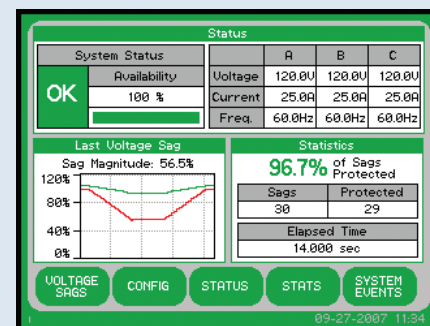 Status
System Status
A B C
OK
Availability
100 %
Voltage 120.0V 120.0V 120.0V
Current 25.0A 25.0A 25.0A
Freq. 60.0Hz 60.0Hz 60.0Hz
Last Voltage Sag
Sag Magnitude: 56.5%
120%
80%
40%
0%
Statistics
96.7% of Sags Protected
Sags Protected
30 29
Elapsed Time
14.000 sec
VOLTAGE SAGS
CONFIG
STATUS
STATS
SYSTEM EVENTS
09-27-2007 11:34